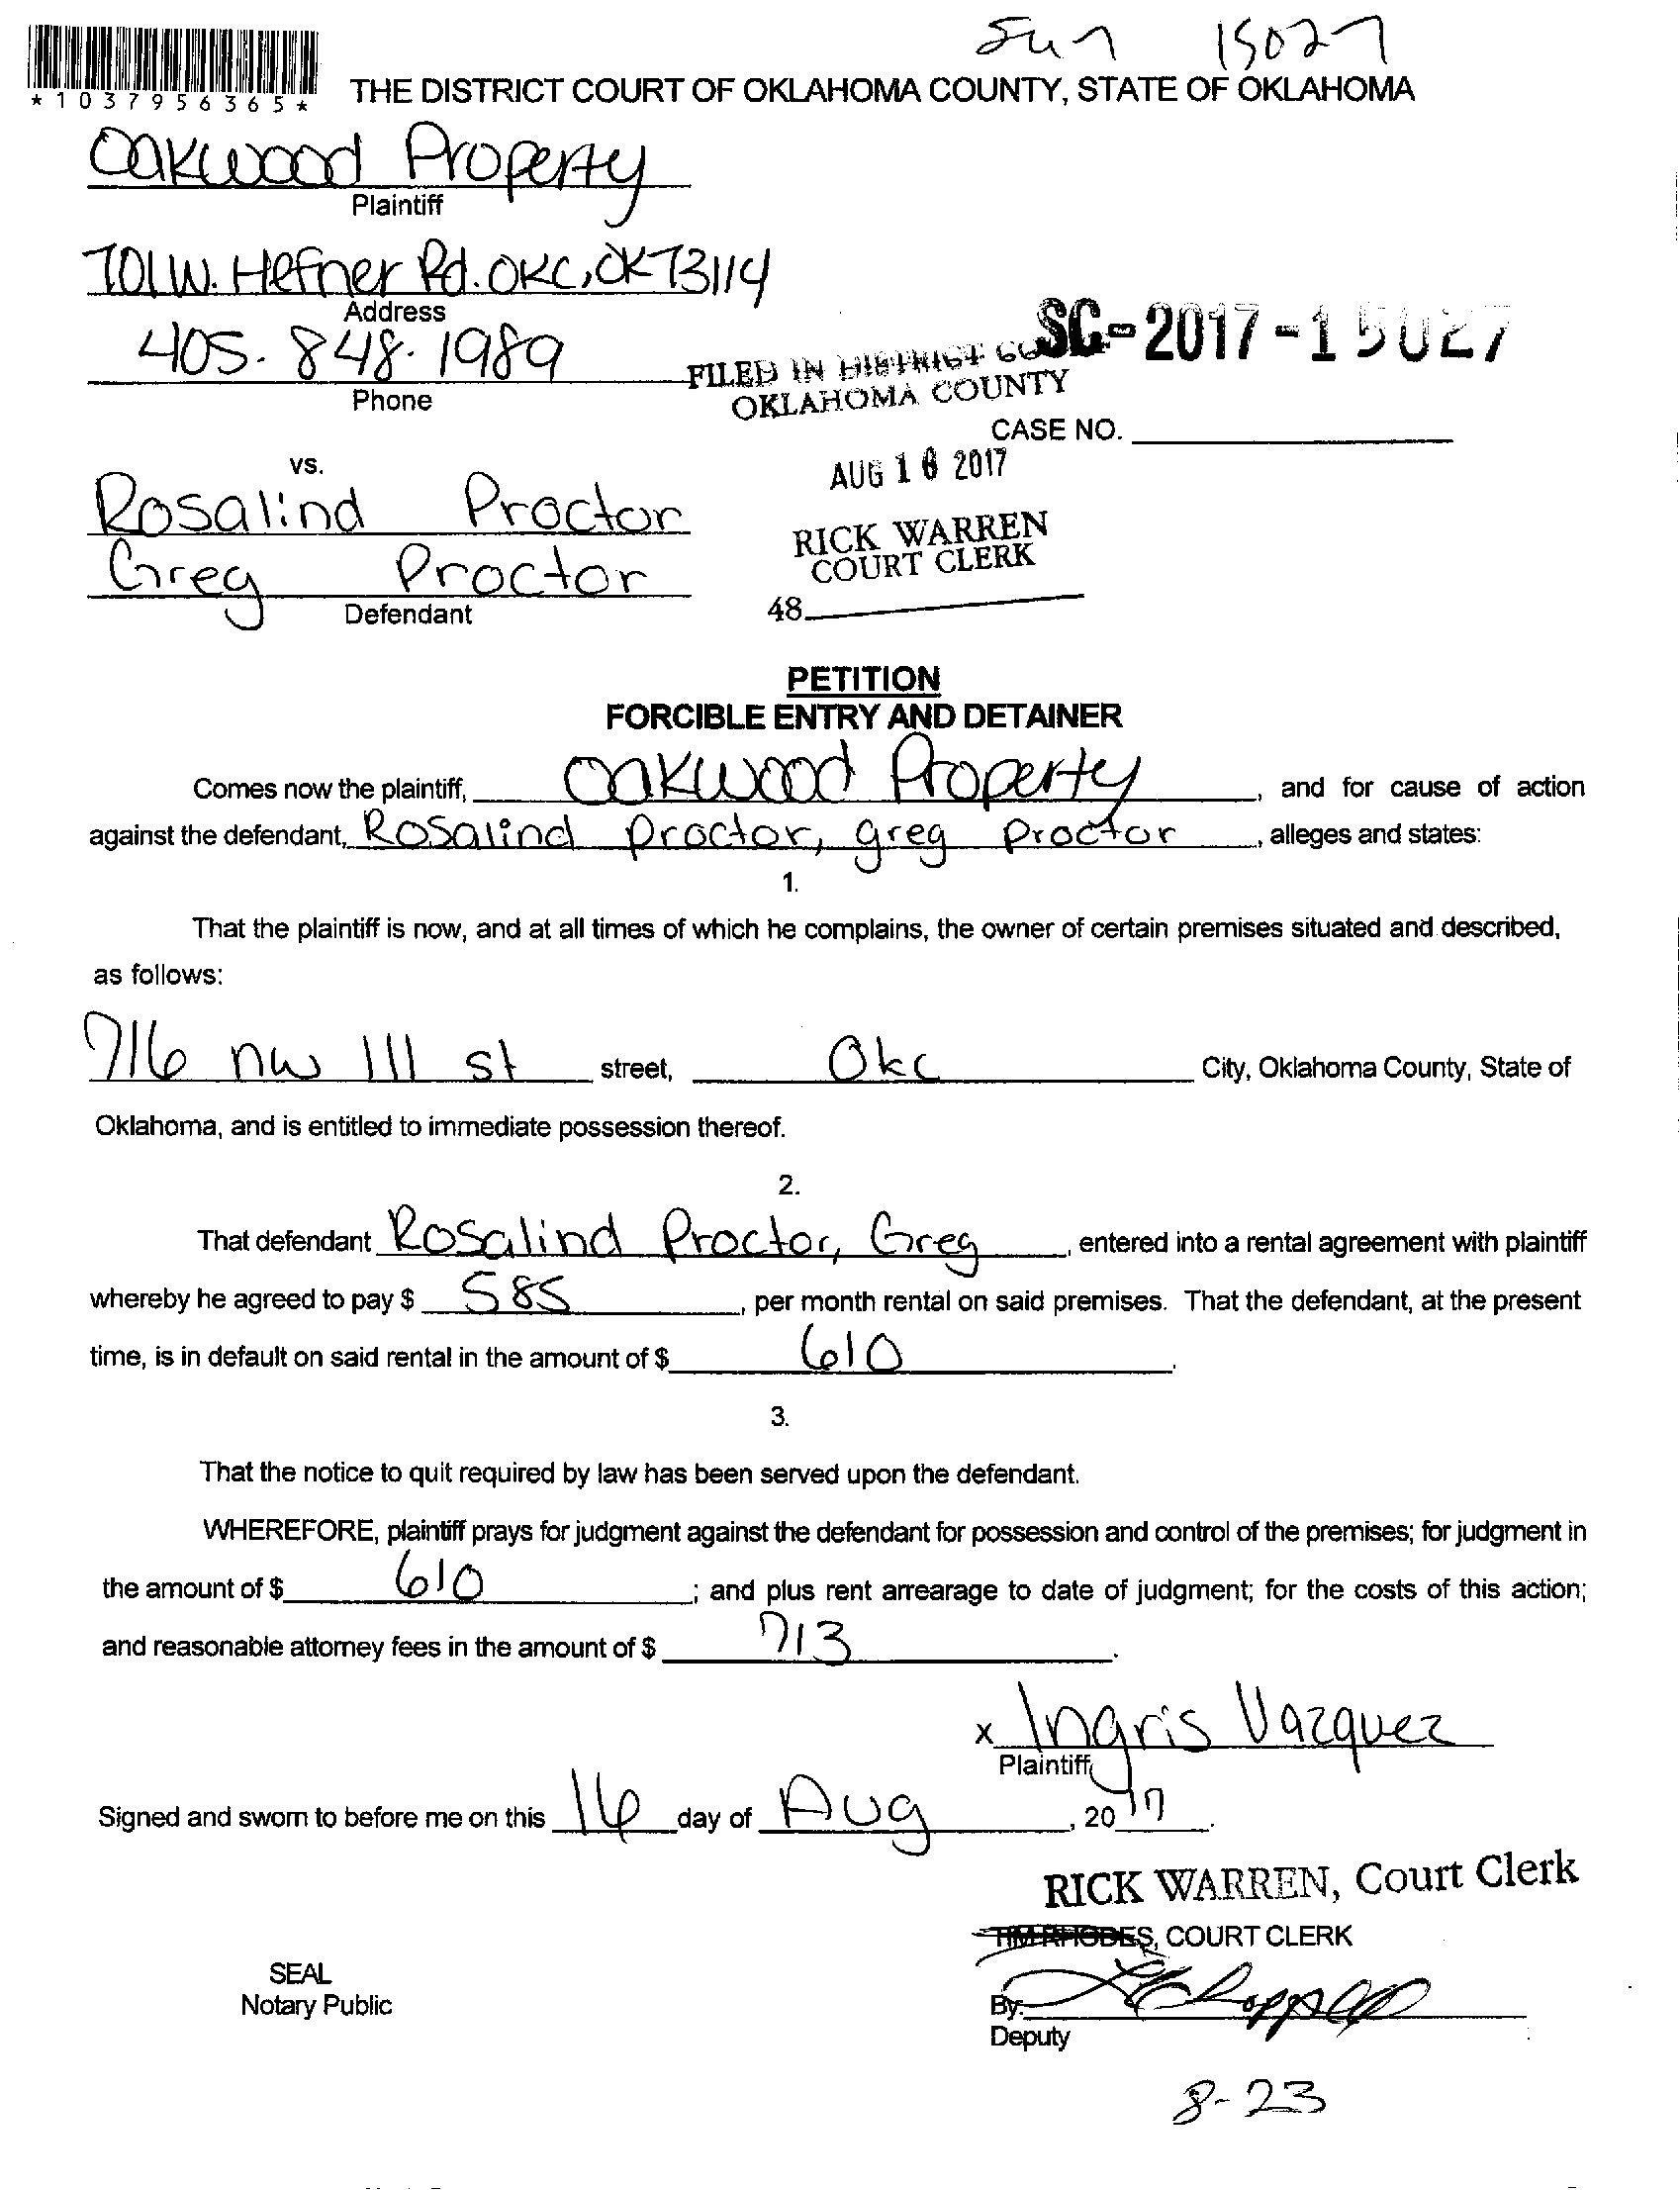 15027
*1037956365*
THE DISTRICT COURT OF OKLAHOMA COUNTY, STATE OF OKLAHOMA
Oakwood Property
Plaintiff
701 W. Hefner Rd. OKC, OK 73114
Address
405. 848. 1989
Phone
SC-2017-15027
FILED IN DISTRICT
OKLAHOMA COUNTY
CASE NO.
AUG 16 2017
vs.
Rosalind Proctor
Greg Proctor
Defendant
RICK WARREN
COURT CLERK
48
PETITION
FORCIBLE ENTRY AND DETAINER
Comes now the plaintiff, Oakwood Property, and for cause of action
against the defendant, Rosalind Proctor, greg Proctor, alleges and states:
1.
That the plaintiff is now, and at all times of which he complains, the owner of certain premises situated and described,
as follows:
716 nw 111 st street, Okc City, Oklahoma County, State of
Oklahoma, and is entitled to immediate possession thereof.
2.
That defendant Rosalind Proctor, Greg, entered into a rental agreement with plaintiff
whereby he agreed to pay $ 585, per month rental on said premises. That the defendant, at the present
time, is in default on said rental in the amount of $ 610.
3.
That the notice to quit required by law has been served upon the defendant.
WHEREFORE, plaintiff prays for judgment against the defendant for possession and control of the premises; for judgment in
the amount of $ 610; and plus rent arrearage to date of judgment; for the costs of this action;
and reasonable attorney fees in the amount of $ 713.
x Ingris Vazquez
Plaintiff
Signed and sworn to before me on this 16 day of Aug, 2017.
RICK WARREN, Court Clerk
TIM RHODES, COURT CLERK
SEAL
Notary Public
By:
Deputy
8-23